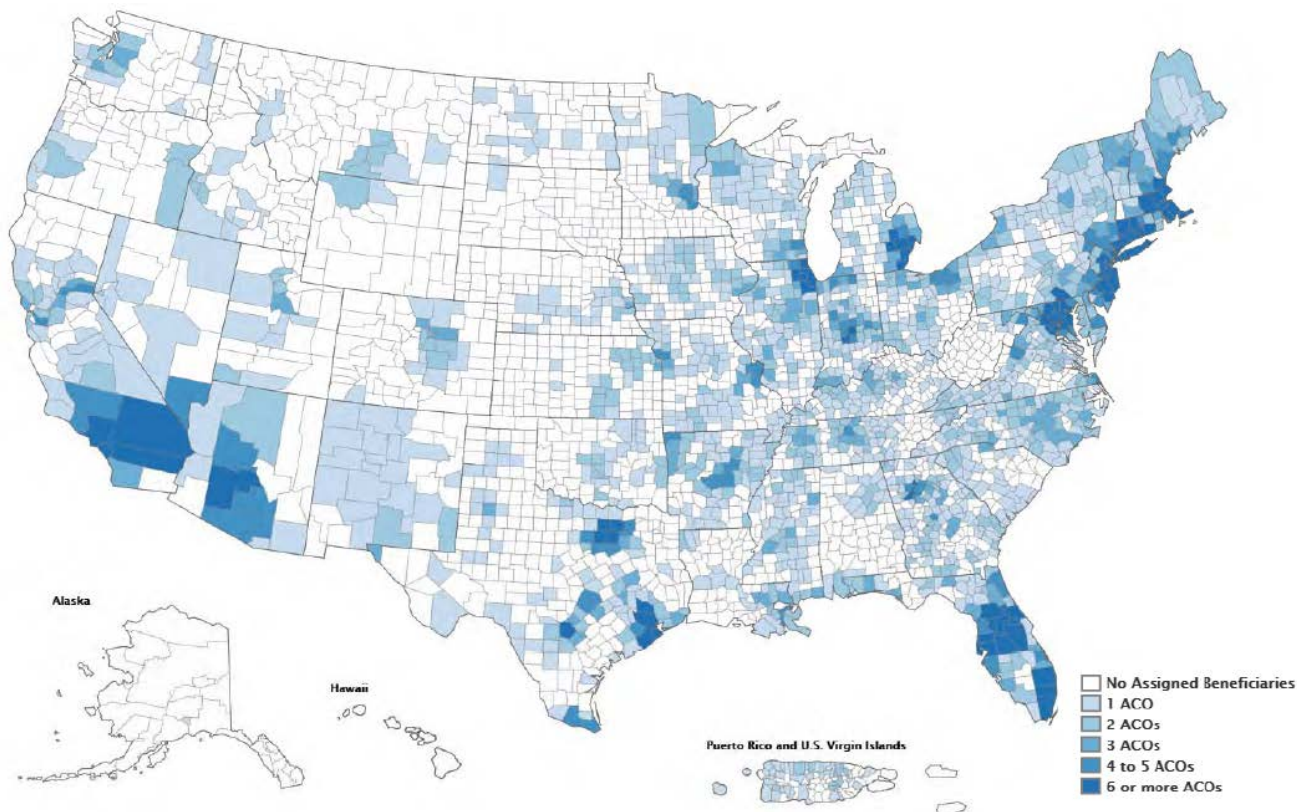 Alaska
Hawaii
Puerto Rico and U.S. Virgin Islands
No Assigned Beneficiaries
1 ACO
2 ACOs
3 ACOs
4 to 5 ACOs
6 or more ACOs